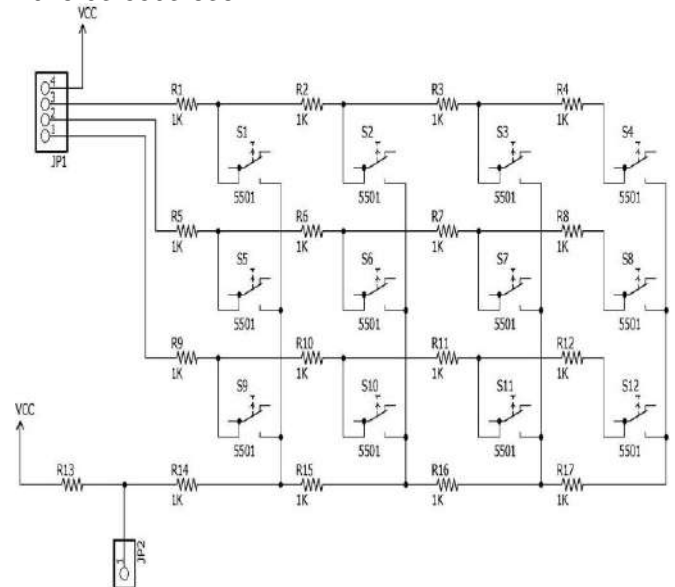 VCC
4
3
2
1
JP1
R1 R2 R3 R4
1K 1K 1K 1K
S1 S2 S3 S4
5501 5501 5501 5501
R5 R6 R7 R8
1K 1K 1K 1K
S5 S6 S7 S8
5501 5501 5501 5501
R9 R10 R11 R12
1K 1K 1K 1K
S9 S10 S11 S12
5501 5501 5501 5501
VCC
R13 R14 R15 R16 R17
1K 1K 1K 1K
1
JP2